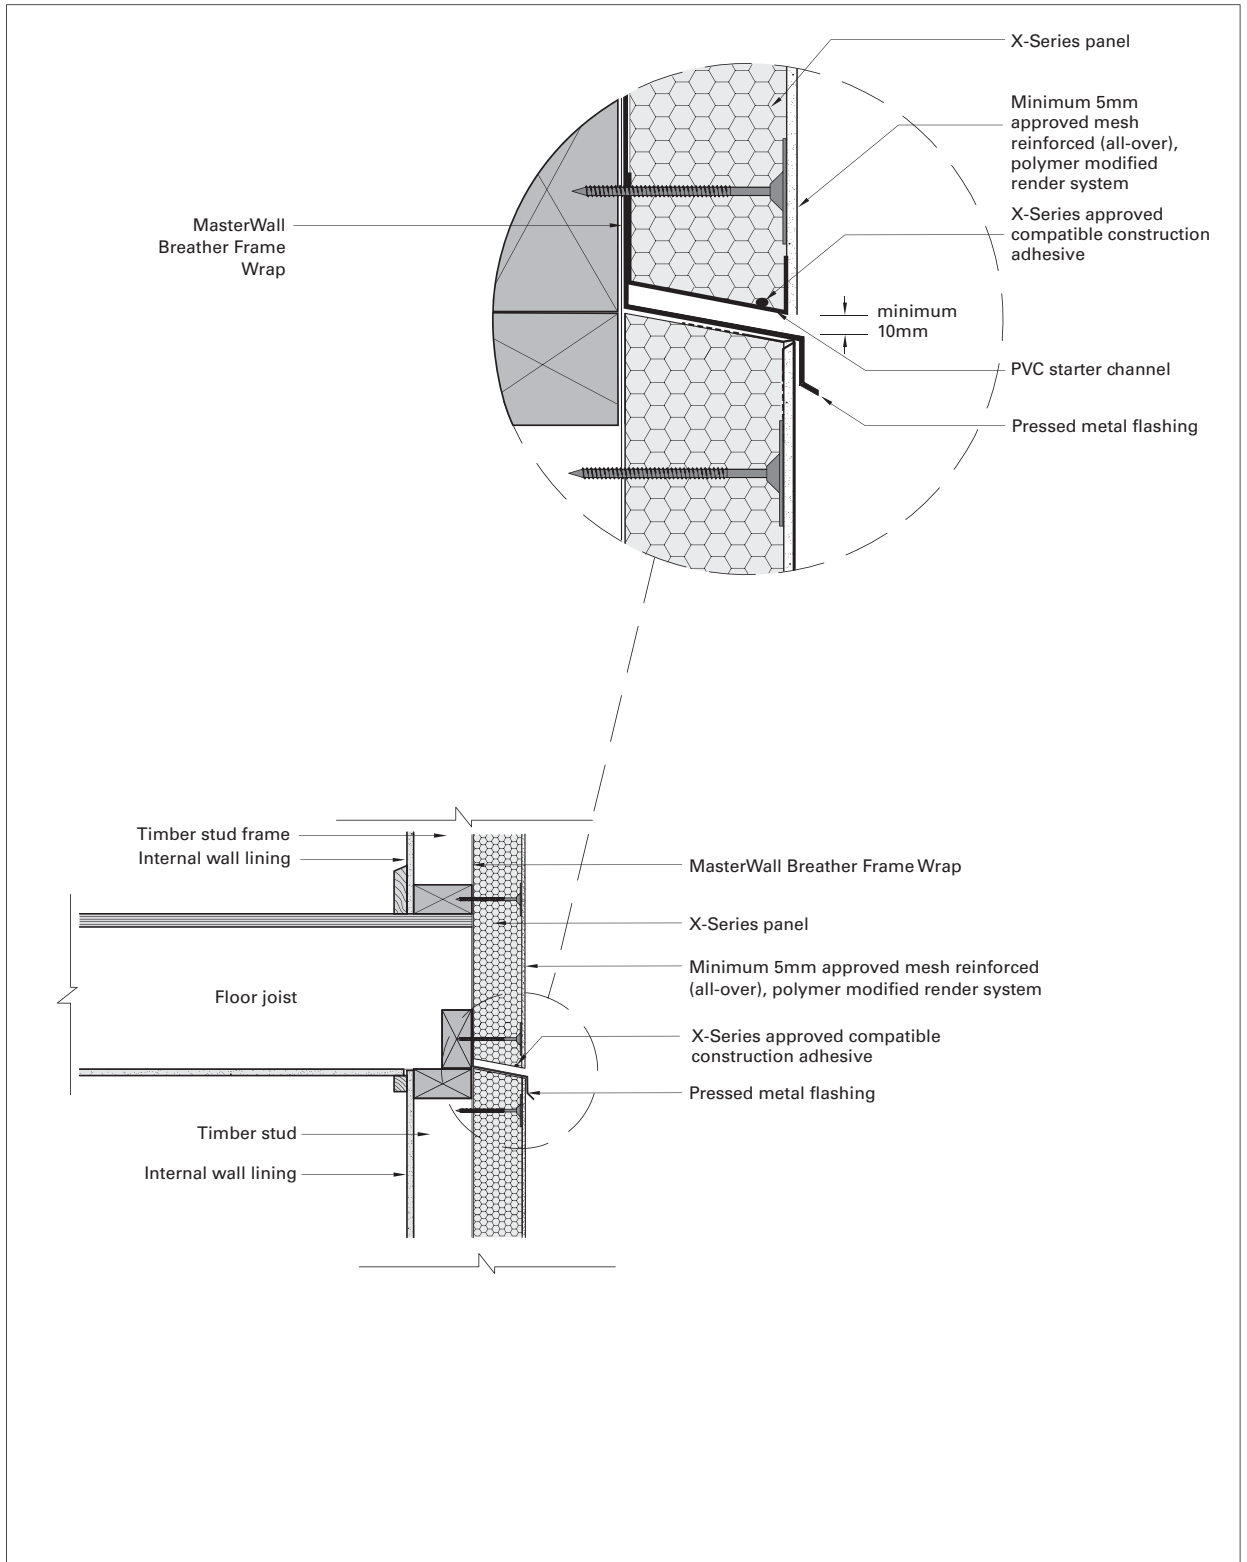 X-Series panel
Minimum 5mm
approved mesh
reinforced (all-over),
polymer modified
render system
X-Series approved
compatible construction
adhesive
MasterWall
Breather Frame
Wrap
minimum
10mm
PVC starter channel
Pressed metal flashing
Timber stud frame
Internal wall lining
MasterWall Breather Frame Wrap
X-Series panel
Minimum 5mm approved mesh reinforced
(all-over), polymer modified render system
Floor joist
X-Series approved compatible
construction adhesive
Pressed metal flashing
Timber stud
Internal wall lining